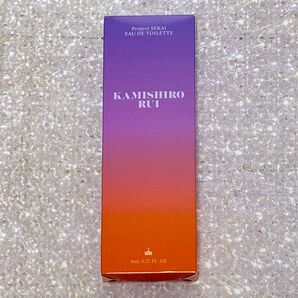 Project SEKAI
EAU DE TOILETTE
KAMISHIRO
RUI
8mL 0.27 FL. OZ